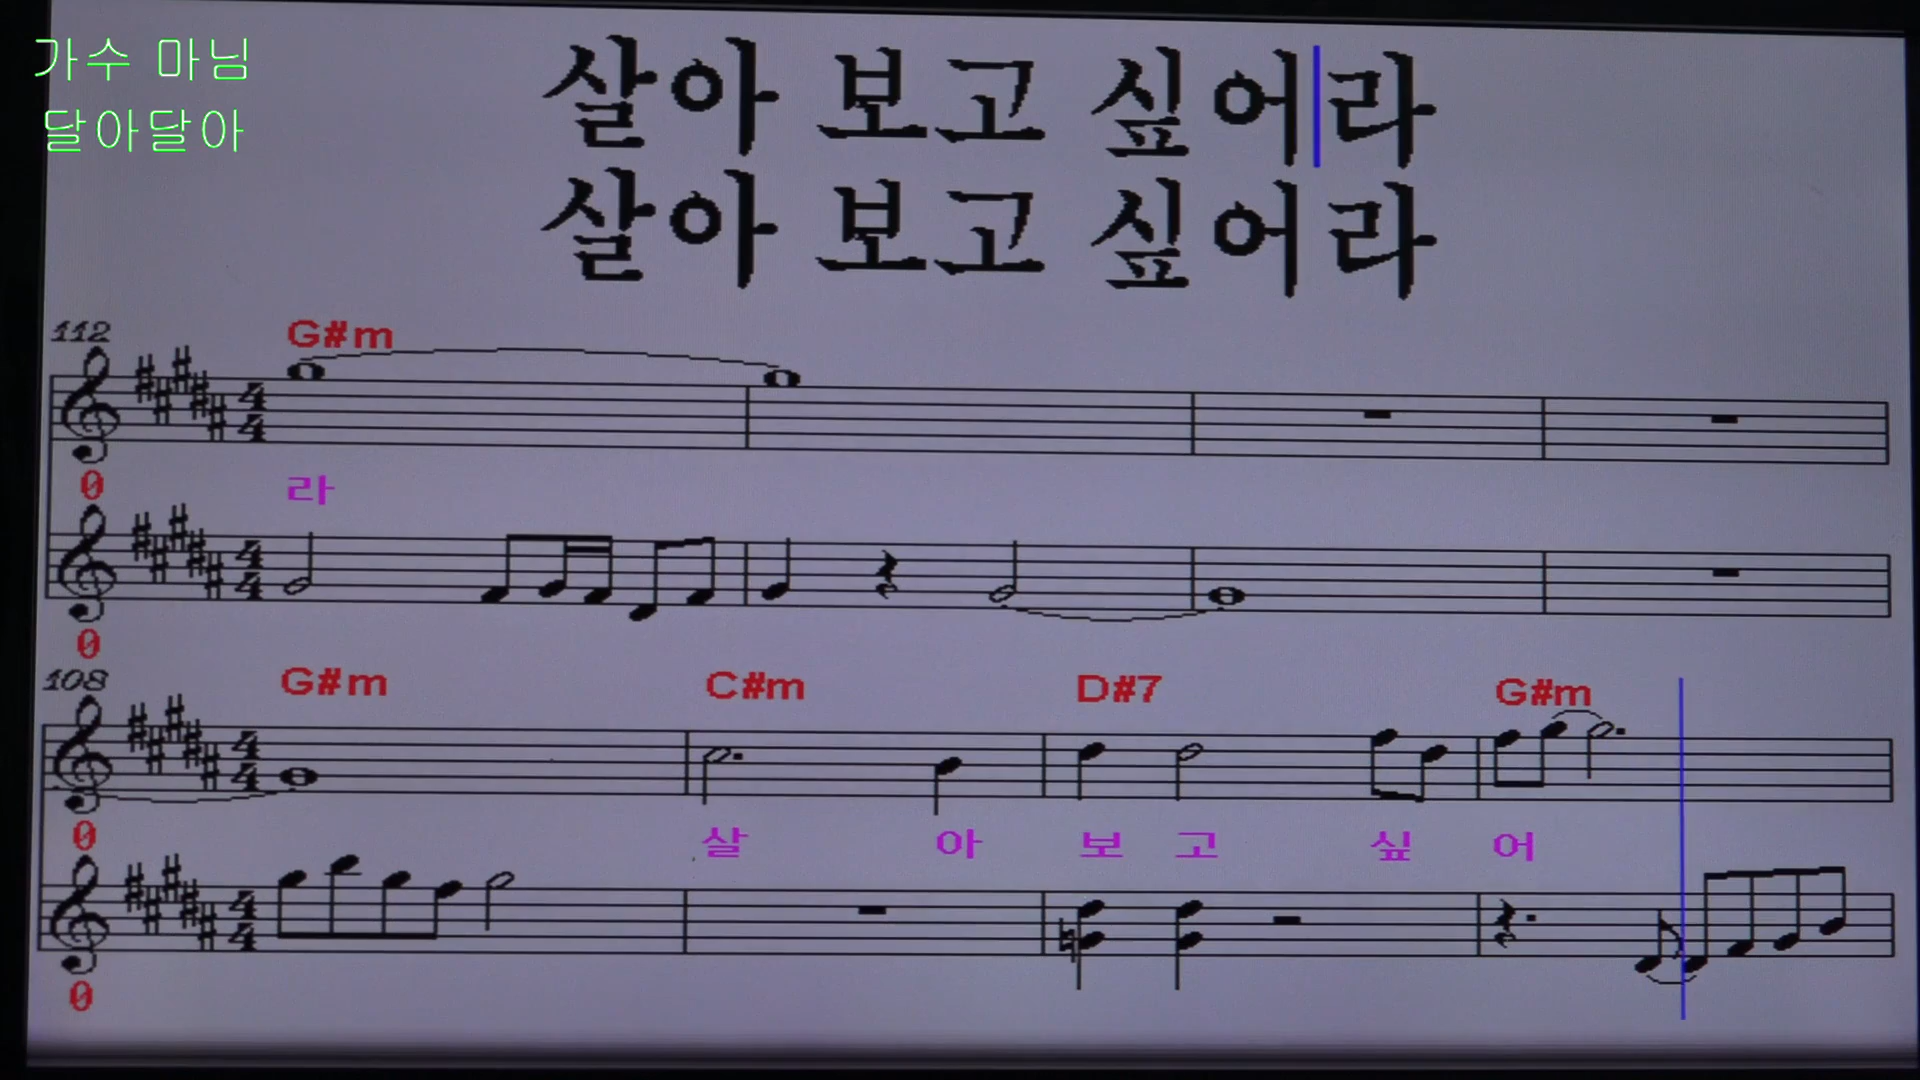 가수 마님
달아달아
살아 보고 싶어라
살아 보고 싶어라
112
G#m
0
라
0
108
G#m C#m D#7 G#m
0
살 아 보 고 싶 어
0